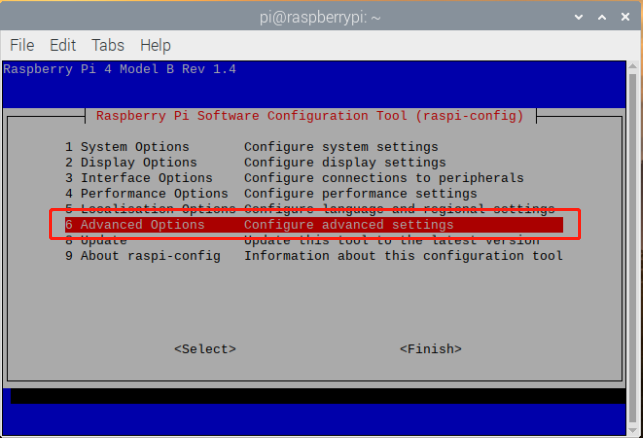 pi@raspberrypi: ~
File Edit Tabs Help
Raspberry Pi 4 Model B Rev 1.4
Raspberry Pi Software Configuration Tool (raspi-config)
1 System Options Configure system settings
2 Display Options Configure display settings
3 Interface Options Configure connections to peripherals
4 Performance Options Configure performance settings
5 Localisation Options Configure language and regional settings
6 Advanced Options Configure advanced settings
8 Update Update this tool to the latest version
9 About raspi-config Information about this configuration tool
<Select> <Finish>